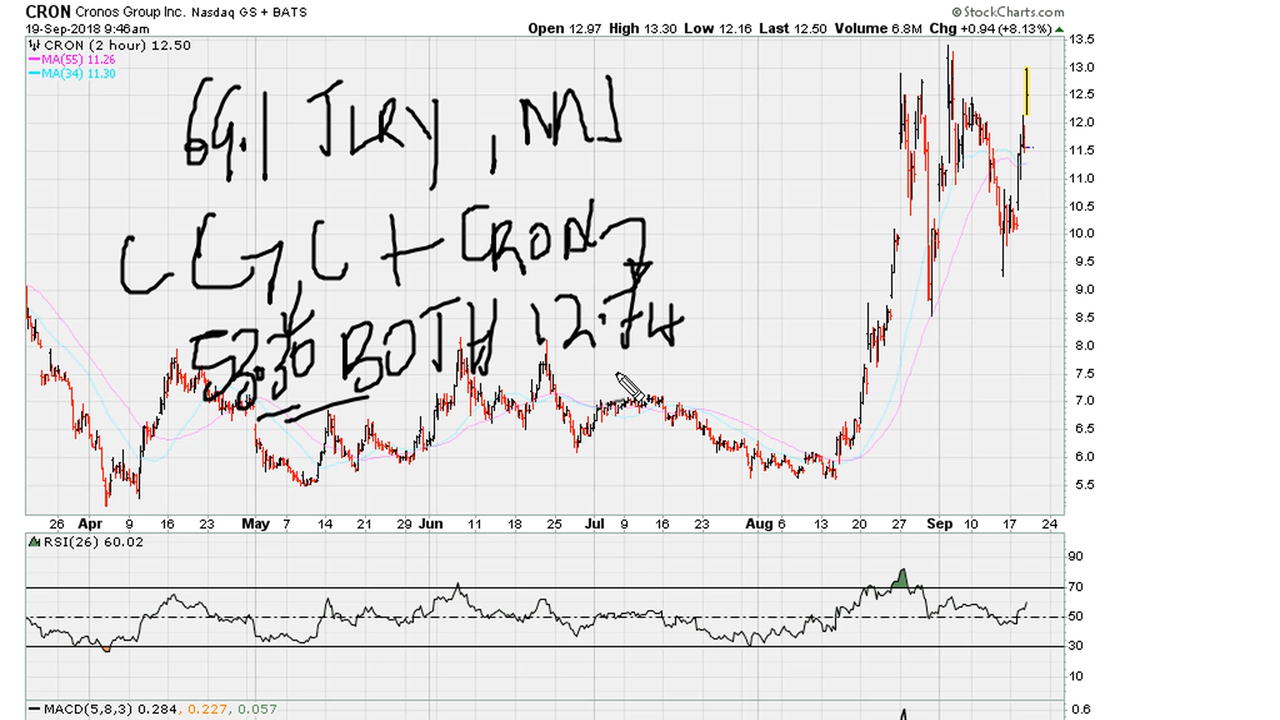 CRON Cronos Group Inc. Nasdaq GS + BATS
© StockCharts.com
19-Sep-2018 9:46am
Open 12.97 High 13.30 Low 12.16 Last 12.50 Volume 6.8M Chg +0.94 (+8.13%)
CRON (2 hour) 12.50
MA(55) 11.26
MA(34) 11.30
TLRY,
CGC + CRON
BOTH 12.74
13.5
13.0
12.5
12.0
11.5
11.0
10.5
10.0
9.5
9.0
8.5
8.0
7.5
7.0
6.5
6.0
5.5
26 Apr 9 16 23 May 7 14 21 29 Jun 11 18 25 Jul 9 16 23 Aug 6 13 20 27 Sep 10 17 24
RSI(26) 60.02
90
70
50
30
10
MACD(5,8,3) 0.284, 0.227, 0.057
0.6